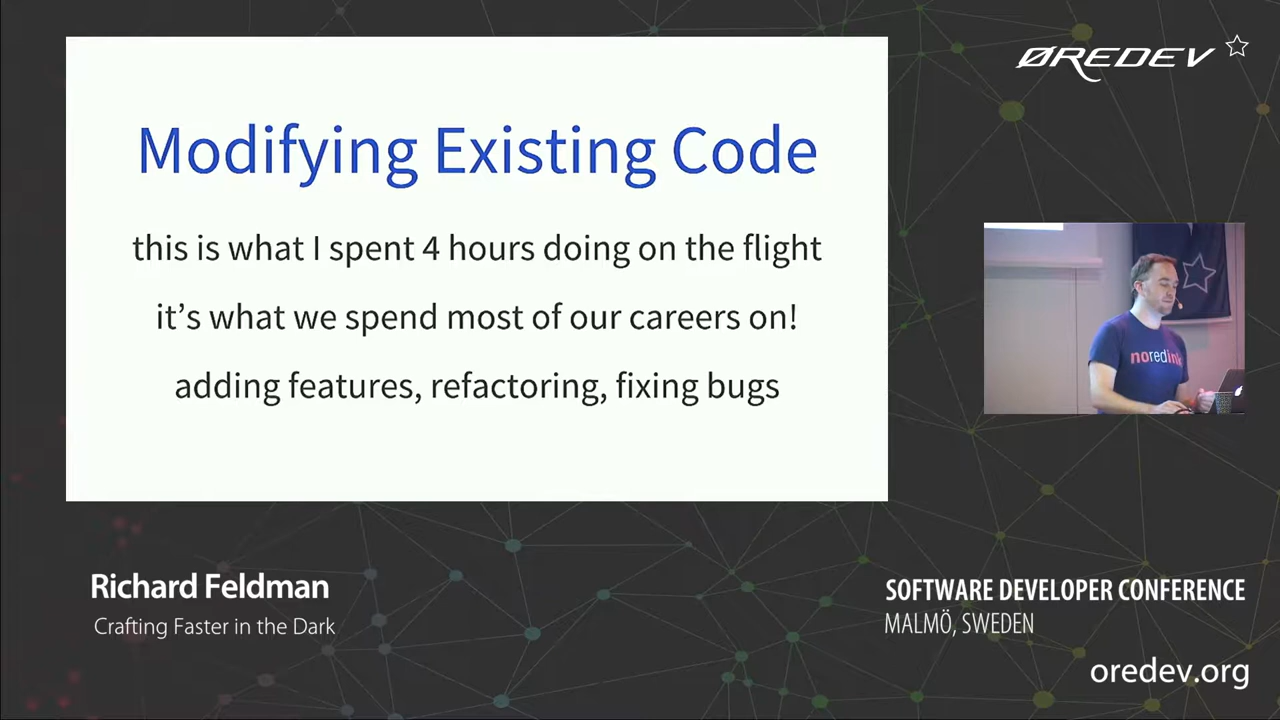 ØREDEV
Modifying Existing Code
this is what I spent 4 hours doing on the flight
it’s what we spend most of our careers on!
adding features, refactoring, fixing bugs
noredink
Richard Feldman
Crafting Faster in the Dark
SOFTWARE DEVELOPER CONFERENCE
MALMÖ, SWEDEN
oredev.org